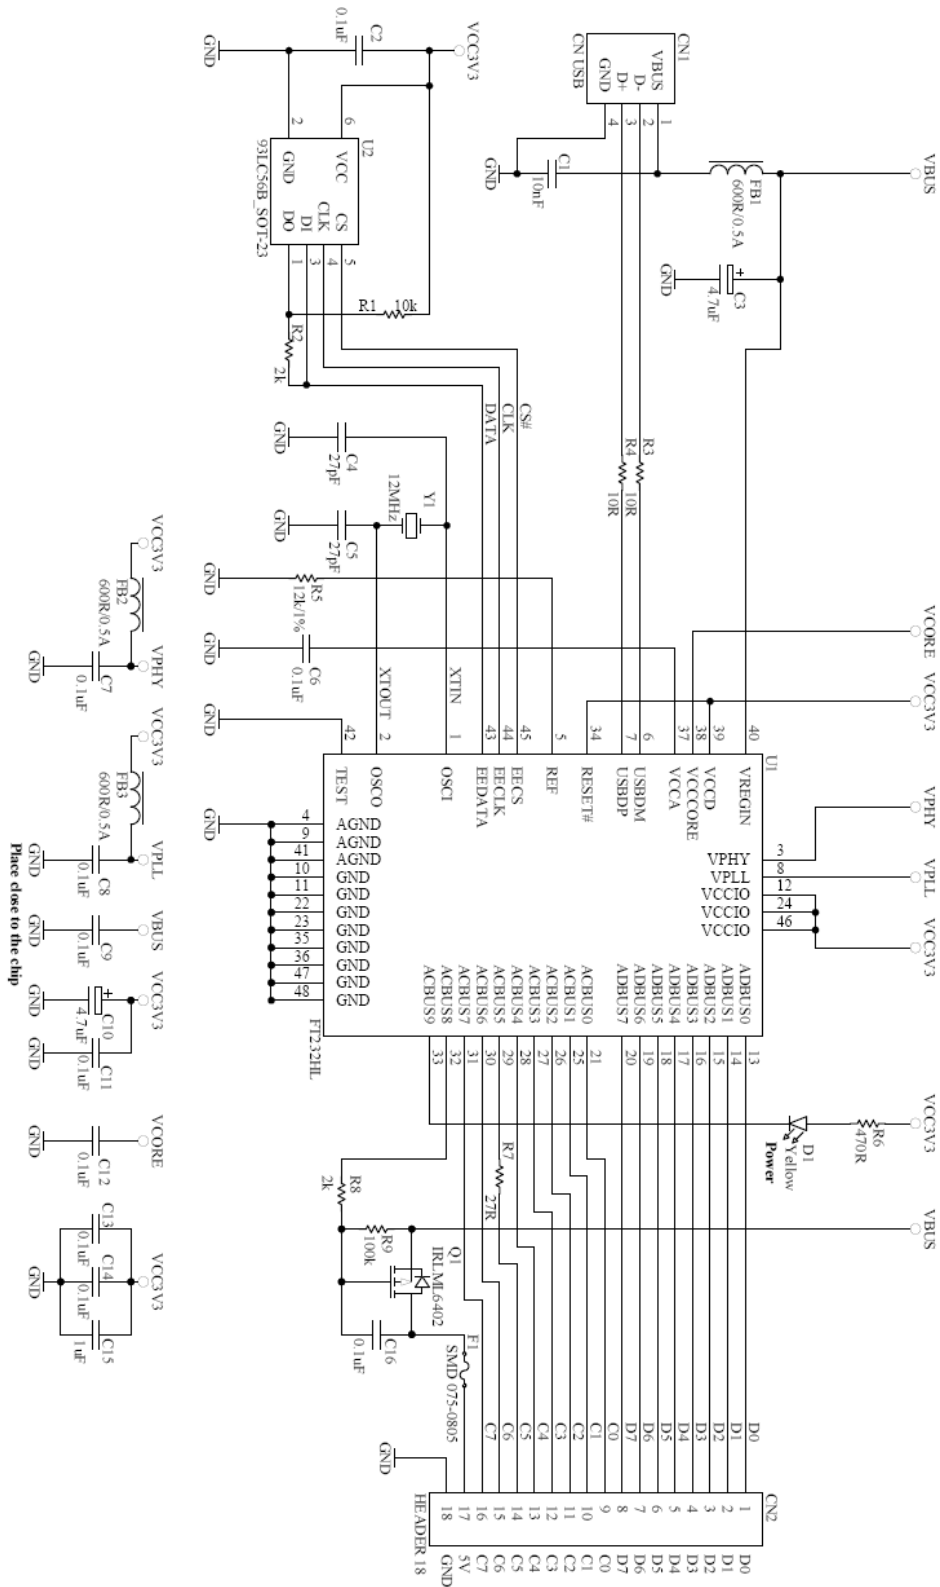 VBUS
VCORE
VCC3V3
VPHY
VPLL
VCC3V3
VCC3V3
VBUS
CN1
CN USB
VBUS
D-
D+
GND
1
2
3
4
C1
10nF
GND
FB1
600R/0.5A
C3
4.7uF
+
GND
R3
R4
10R
10R
VCC3V3
C2
0.1uF
GND
U2
93LC56B_SOT-23
6
2
VCC
GND
CS
CLK
DI
DO
5
4
3
1
R1
10k
R2
2k
CS#
CLK
DATA
C4
27pF
GND
Y1
12MHz
C5
27pF
GND
R5
12k/1%
GND
C6
0.1uF
GND
XTIN
XTOUT
GND
U1
FT232HL
40
VREGIN
39
VCCD
38
VCCCORE
37
VCCA
6
USBDM
7
USBDP
34
RESET#
5
REF
45
EECS
44
EECLK
43
EEDATA
1
OSCI
2
OSCO
42
TEST
3
VPHY
8
VPLL
12
VCCIO
24
VCCIO
46
VCCIO
4
AGND
9
AGND
41
AGND
10
GND
11
GND
22
GND
23
GND
35
GND
36
GND
47
GND
48
GND
GND
ADBUS0
13
ADBUS1
14
ADBUS2
15
ADBUS3
16
ADBUS4
17
ADBUS5
18
ADBUS6
19
ADBUS7
20
ACBUS0
21
ACBUS1
25
ACBUS2
26
ACBUS3
27
ACBUS4
28
ACBUS5
29
ACBUS6
30
ACBUS7
31
ACBUS8
32
ACBUS9
33
R6
470R
D1
Yellow
Power
R7
27R
R8
2k
R9
100k
Q1
IRLML6402
C16
0.1uF
F1
SMD 075-0805
GND
D0
D1
D2
D3
D4
D5
D6
D7
C0
C1
C2
C3
C4
C5
C6
C7
CN2
HEADER 18
1
2
3
4
5
6
7
8
9
10
11
12
13
14
15
16
17
18
D0
D1
D2
D3
D4
D5
D6
D7
C0
C1
C2
C3
C4
C5
C6
C7
5V
GND
VCC3V3
FB2
600R/0.5A
VPHY
C7
0.1uF
GND
VCC3V3
FB3
600R/0.5A
VPLL
C8
0.1uF
GND
VBUS
C9
0.1uF
GND
VCC3V3
+
C10
4.7uF
GND
C11
0.1uF
GND
VCORE
C12
0.1uF
GND
VCC3V3
C13
0.1uF
C14
0.1uF
C15
1uF
GND
Place close to the chip